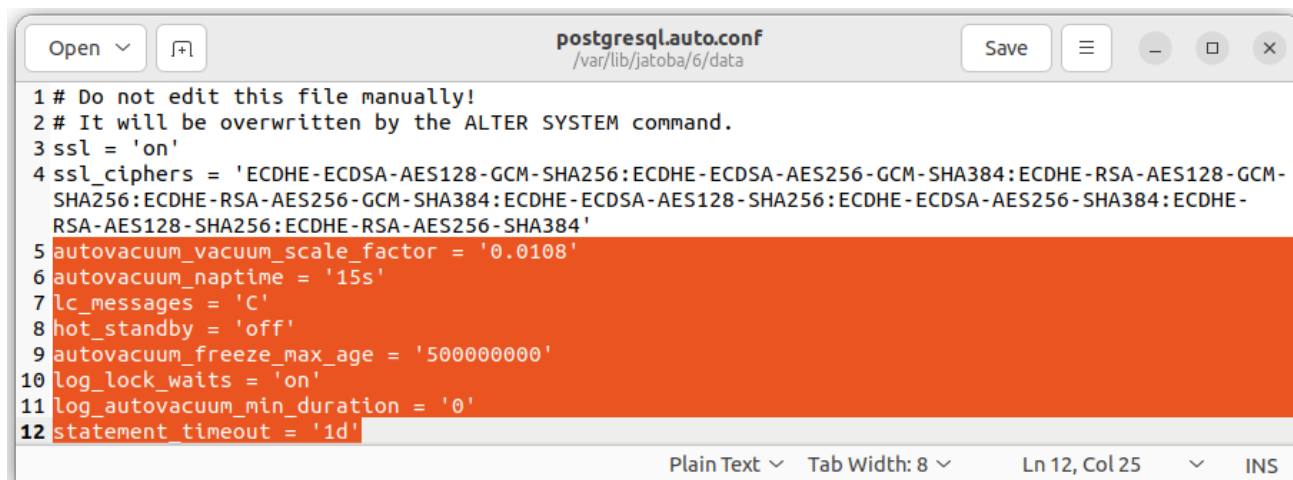 Open
postgresql.auto.conf
/var/lib/jatoba/6/data
Save
1 # Do not edit this file manually!
2 # It will be overwritten by the ALTER SYSTEM command.
3 ssl = 'on'
4 ssl_ciphers = 'ECDHE-ECDSA-AES128-GCM-SHA256:ECDHE-ECDSA-AES256-GCM-SHA384:ECDHE-RSA-AES128-GCM-
SHA256:ECDHE-RSA-AES256-GCM-SHA384:ECDHE-ECDSA-AES128-SHA256:ECDHE-ECDSA-AES256-SHA384:ECDHE-
RSA-AES128-SHA256:ECDHE-RSA-AES256-SHA384'
5 autovacuum_vacuum_scale_factor = '0.0108'
6 autovacuum_naptime = '15s'
7 lc_messages = 'C'
8 hot_standby = 'off'
9 autovacuum_freeze_max_age = '500000000'
10 log_lock_waits = 'on'
11 log_autovacuum_min_duration = '0'
12 statement_timeout = '1d'
Plain Text Tab Width: 8 Ln 12, Col 25 INS